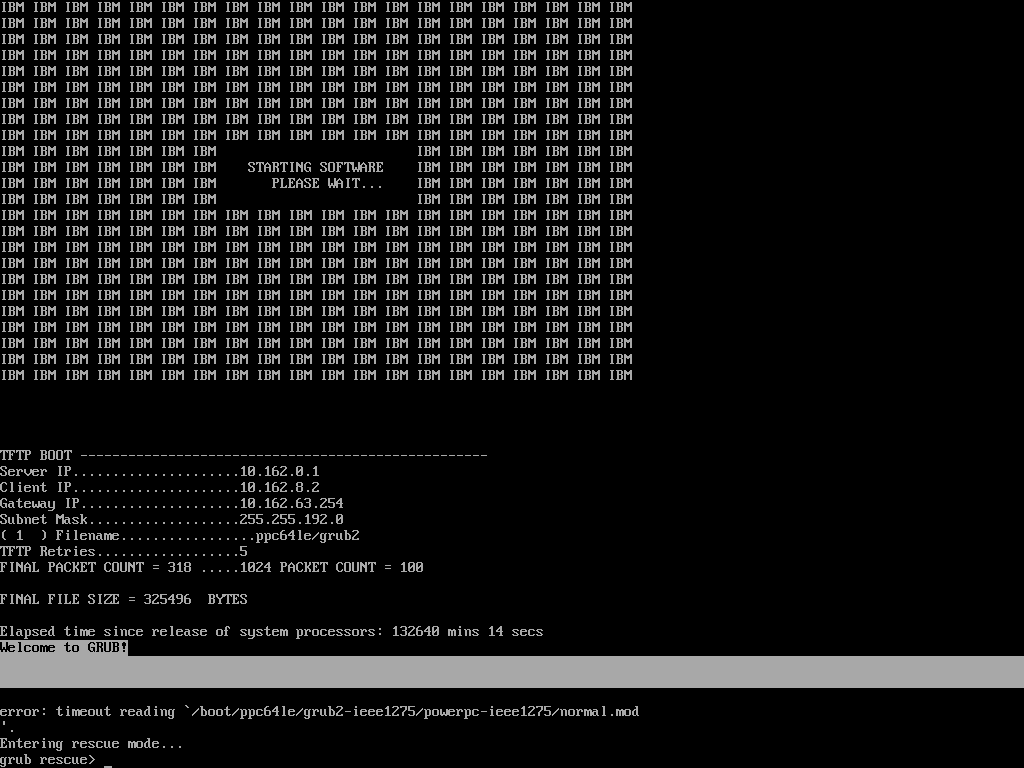 IBM IBM IBM IBM IBM IBM IBM IBM IBM IBM IBM IBM IBM IBM IBM IBM IBM IBM IBM IBM
IBM IBM IBM IBM IBM IBM IBM IBM IBM IBM IBM IBM IBM IBM IBM IBM IBM IBM IBM IBM
IBM IBM IBM IBM IBM IBM IBM IBM IBM IBM IBM IBM IBM IBM IBM IBM IBM IBM IBM IBM
IBM IBM IBM IBM IBM IBM IBM IBM IBM IBM IBM IBM IBM IBM IBM IBM IBM IBM IBM IBM
IBM IBM IBM IBM IBM IBM IBM IBM IBM IBM IBM IBM IBM IBM IBM IBM IBM IBM IBM IBM
IBM IBM IBM IBM IBM IBM IBM IBM IBM IBM IBM IBM IBM IBM IBM IBM IBM IBM IBM IBM
IBM IBM IBM IBM IBM IBM IBM IBM IBM IBM IBM IBM IBM IBM IBM IBM IBM IBM IBM IBM
IBM IBM IBM IBM IBM IBM IBM IBM IBM IBM IBM IBM IBM IBM IBM IBM IBM IBM IBM IBM
IBM IBM IBM IBM IBM IBM IBM IBM IBM IBM IBM IBM IBM IBM IBM IBM IBM IBM IBM IBM
IBM IBM IBM IBM IBM IBM IBM                         IBM IBM IBM IBM IBM IBM IBM
IBM IBM IBM IBM IBM IBM IBM    STARTING SOFTWARE    IBM IBM IBM IBM IBM IBM IBM
IBM IBM IBM IBM IBM IBM IBM       PLEASE WAIT...    IBM IBM IBM IBM IBM IBM IBM
IBM IBM IBM IBM IBM IBM IBM                         IBM IBM IBM IBM IBM IBM IBM
IBM IBM IBM IBM IBM IBM IBM IBM IBM IBM IBM IBM IBM IBM IBM IBM IBM IBM IBM IBM
IBM IBM IBM IBM IBM IBM IBM IBM IBM IBM IBM IBM IBM IBM IBM IBM IBM IBM IBM IBM
IBM IBM IBM IBM IBM IBM IBM IBM IBM IBM IBM IBM IBM IBM IBM IBM IBM IBM IBM IBM
IBM IBM IBM IBM IBM IBM IBM IBM IBM IBM IBM IBM IBM IBM IBM IBM IBM IBM IBM IBM
IBM IBM IBM IBM IBM IBM IBM IBM IBM IBM IBM IBM IBM IBM IBM IBM IBM IBM IBM IBM
IBM IBM IBM IBM IBM IBM IBM IBM IBM IBM IBM IBM IBM IBM IBM IBM IBM IBM IBM IBM
IBM IBM IBM IBM IBM IBM IBM IBM IBM IBM IBM IBM IBM IBM IBM IBM IBM IBM IBM IBM
IBM IBM IBM IBM IBM IBM IBM IBM IBM IBM IBM IBM IBM IBM IBM IBM IBM IBM IBM IBM
IBM IBM IBM IBM IBM IBM IBM IBM IBM IBM IBM IBM IBM IBM IBM IBM IBM IBM IBM IBM
IBM IBM IBM IBM IBM IBM IBM IBM IBM IBM IBM IBM IBM IBM IBM IBM IBM IBM IBM IBM
IBM IBM IBM IBM IBM IBM IBM IBM IBM IBM IBM IBM IBM IBM IBM IBM IBM IBM IBM IBM
TFTP BOOT ---------------------------------------------------
Server IP.....................10.162.0.1
Client IP.....................10.162.8.2
Gateway IP....................10.162.63.254
Subnet Mask...................255.255.192.0
( 1  ) Filename.................ppc64le/grub2
TFTP Retries..................5
FINAL PACKET COUNT = 318 .....1024 PACKET COUNT = 100
FINAL FILE SIZE = 325496  BYTES
Elapsed time since release of system processors: 132640 mins 14 secs
Welcome to GRUB!
error: timeout reading `/boot/ppc64le/grub2-ieee1275/powerpc-ieee1275/normal.mod
'.
Entering rescue mode...
grub rescue> _